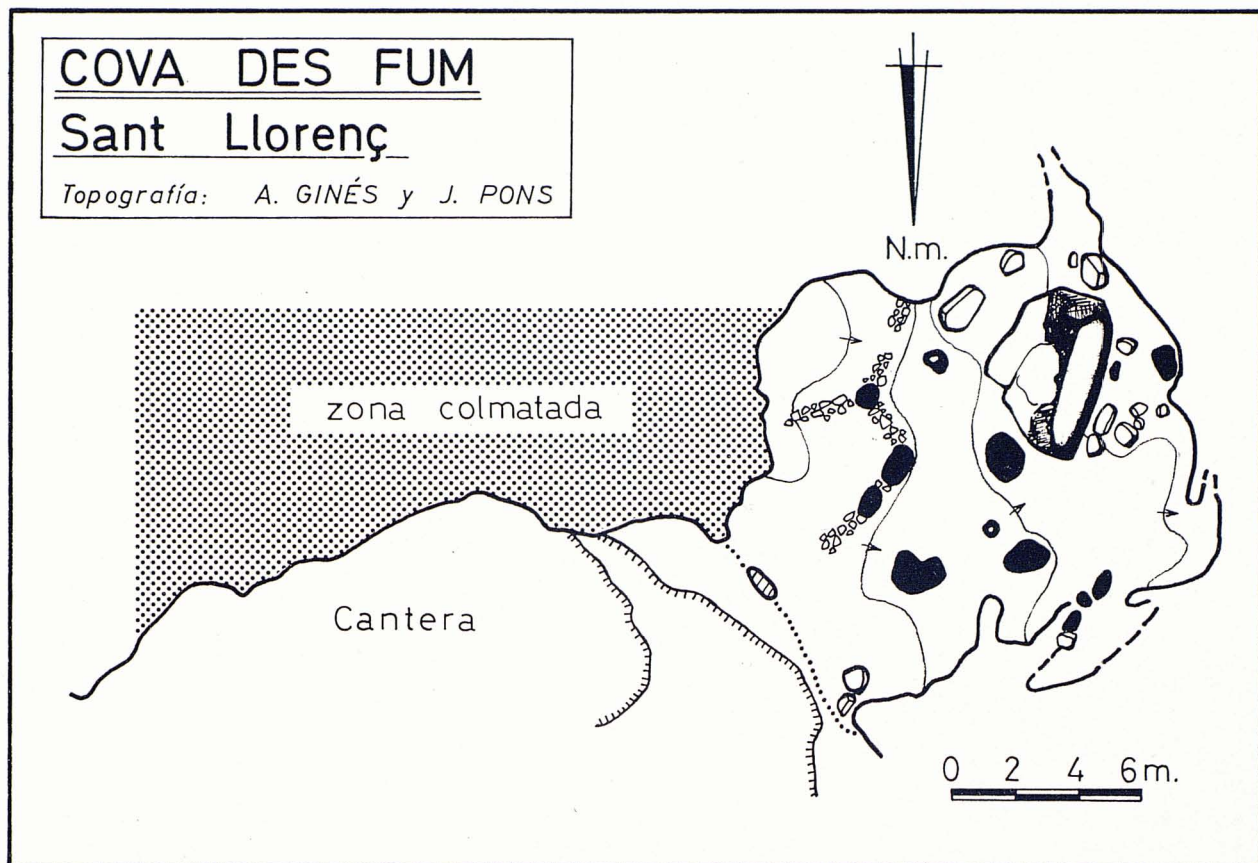 COVA DES FUM
Sant Llorenç
Topografía: A. GINÉS y J. PONS
N.m.
zona colmatada
Cantera
0 2 4 6m.